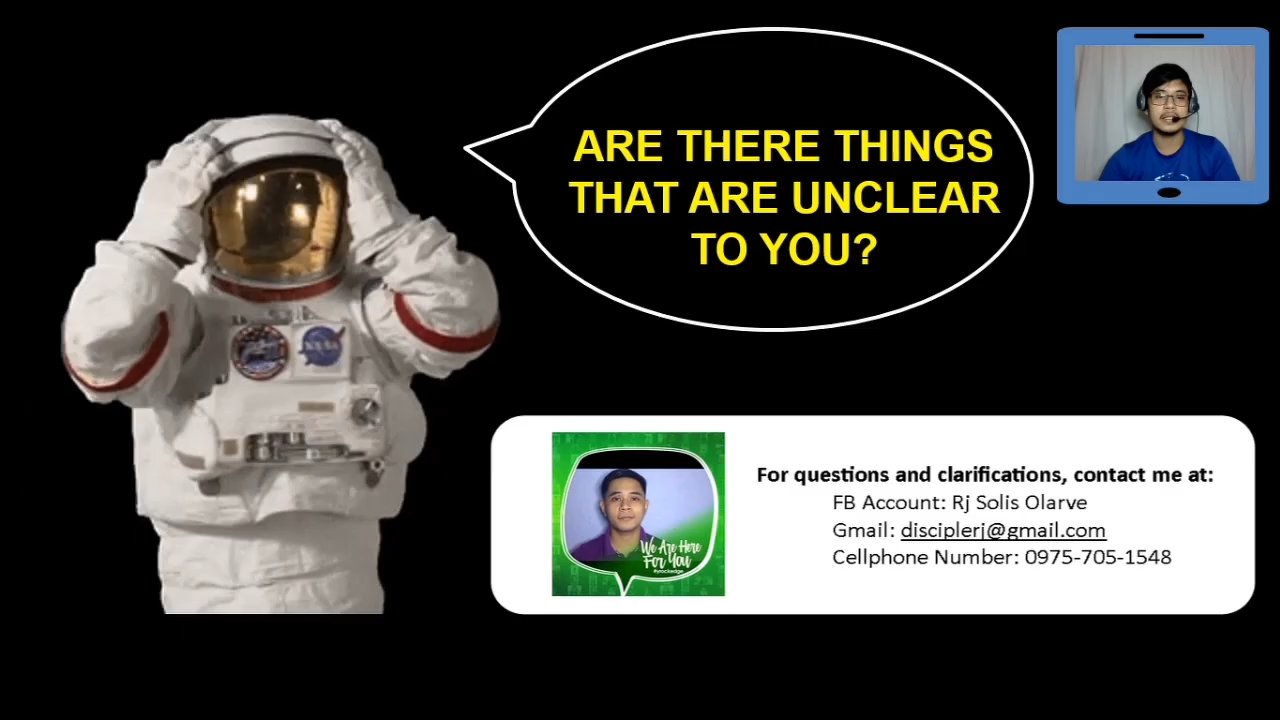 ARE THERE THINGS
THAT ARE UNCLEAR
TO YOU?
NASA
For questions and clarifications, contact me at:
FB Account: Rj Solis Olarve
Gmail: disciplerj@gmail.com
Cellphone Number: 0975-705-1548
We Are Here
For You